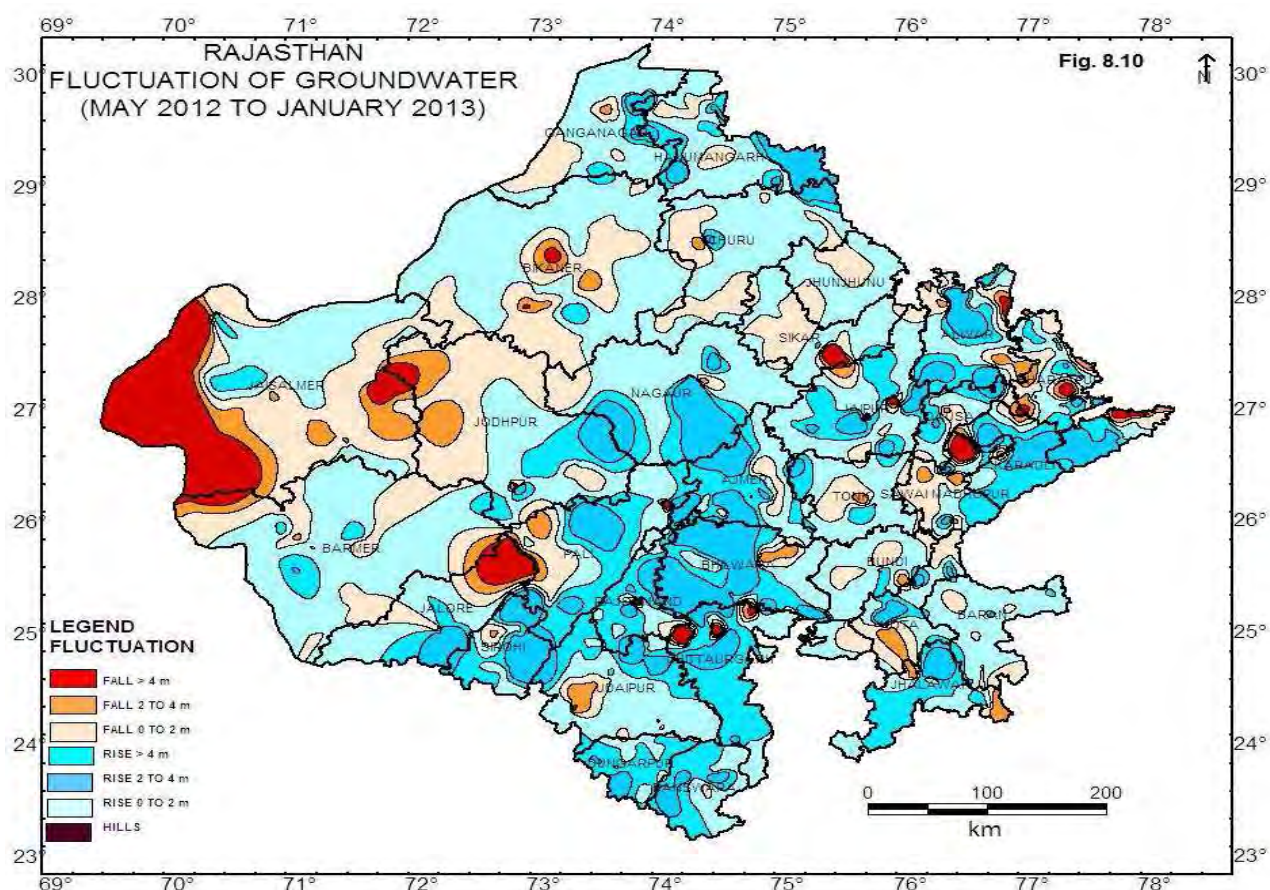 69° 70° 71° 72° 73° 74° 75° 76° 77° 78°
RAJASTHAN
FLUCTUATION OF GROUNDWATER
(MAY 2012 TO JANUARY 2013)
Fig. 8.10
N
30° 30°
29° 29°
28° 28°
27° 27°
26° 26°
25° 25°
24° 24°
23° 23°
HANUMANGARH
CHURU
BIKANER
JHUNJHUNU
SIKAR
JAISALMER
NAGAUR
JODHPUR
JAIPUR
AJMER
TONK
SAWAI MADHOPUR
BARMER
PALI
BUNDI
JALORE
BARAN
SIROHI
UDAIPUR
JHALAWAR
DUNGARPUR
LEGEND
FLUCTUATION
FALL > 4 m
FALL 2 TO 4 m
FALL 0 TO 2 m
RISE > 4 m
RISE 2 TO 4 m
RISE 0 TO 2 m
HILLS
0 100 200
km
69° 70° 71° 72° 73° 74° 75° 76° 77° 78°